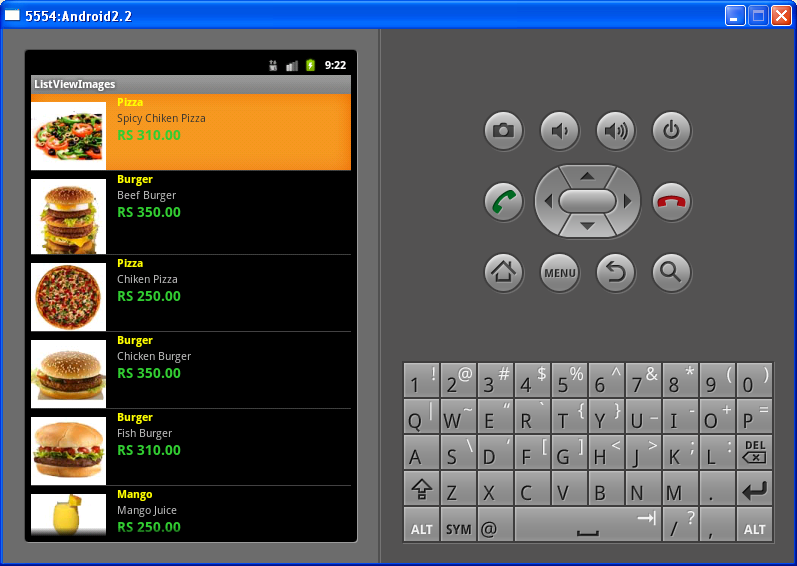 5554:Android2.2
9:22
ListViewImages
Pizza
Spicy Chiken Pizza
RS 310.00
Burger
Beef Burger
RS 350.00
Pizza
Chiken Pizza
RS 250.00
Burger
Chicken Burger
RS 350.00
Burger
Fish Burger
RS 310.00
Mango
Mango Juice
RS 250.00
MENU
1 ! 2 @ 3 # 4 $ 5 % 6 ^ 7 & 8 * 9 ( 0 )
Q | W ~ E “ R ` T { Y } U _ I - O + P =
A S \ D ‘ F [ G ] H < J > K ; L : DEL
Z X C V B N M .
ALT SYM @ / ? , ALT